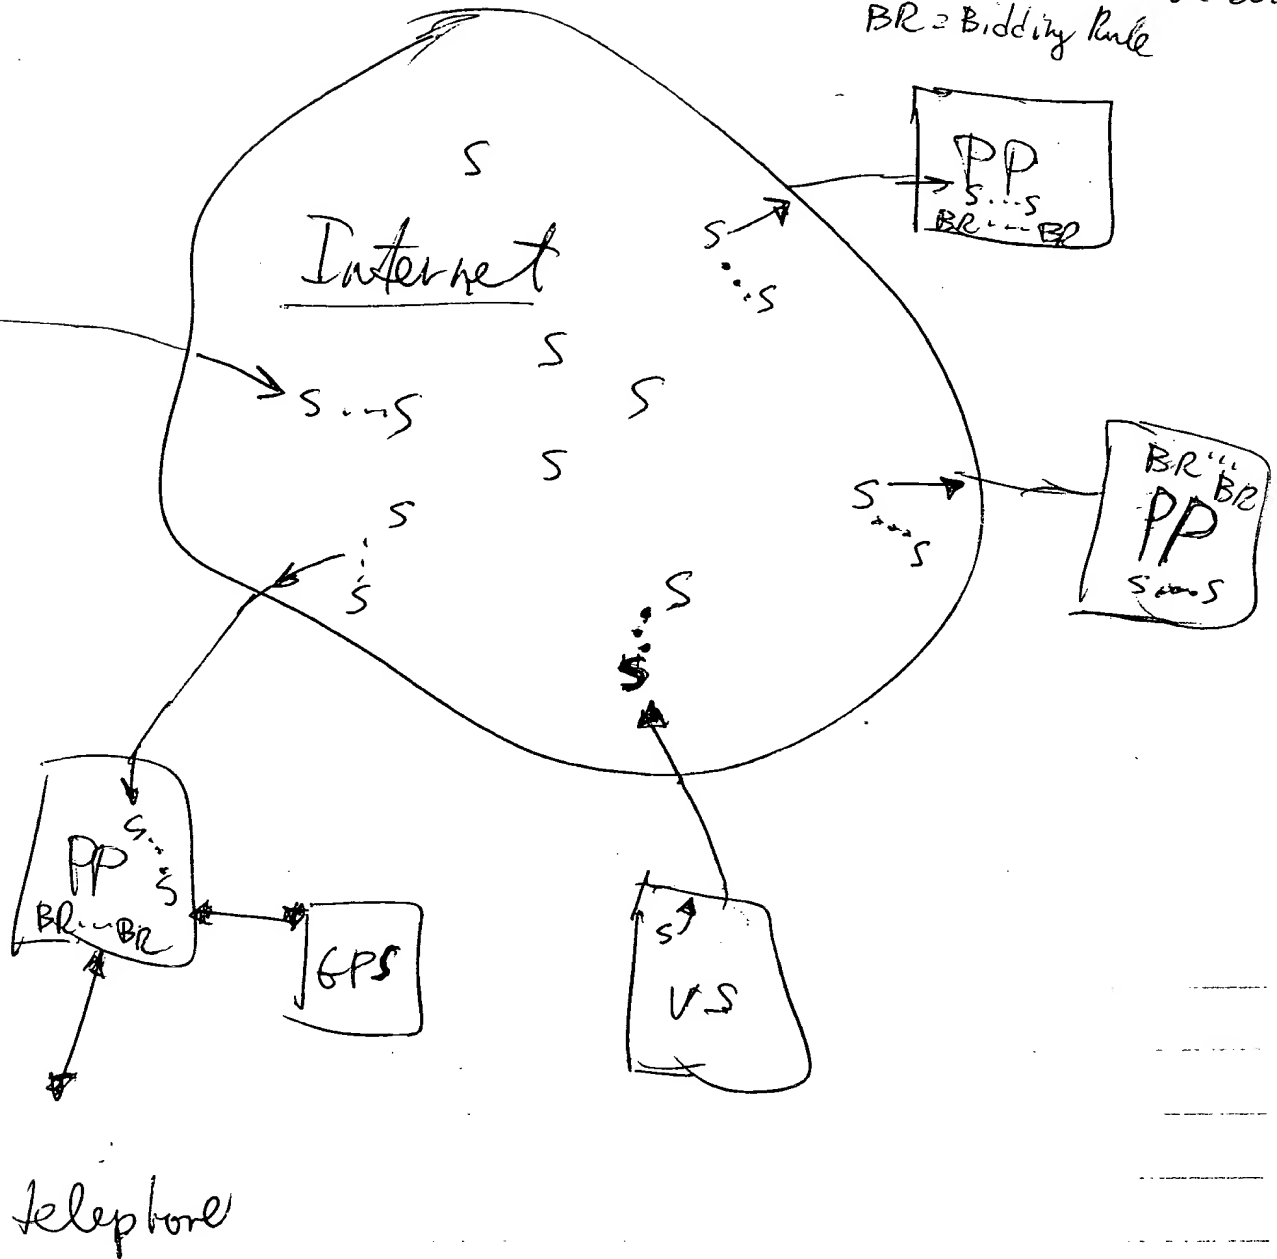 BR = Bidding Rule
PP
S...S
BR...BR
S
Internet
S
...S
S
S...S
S
S
BR...
BR
PP
S....S
S
S
...
S
S
S
S
S
PP
S
...
S
BR...BR
GPS
S
VS
telephone